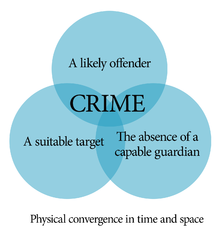 A likely offender
CRIME
A suitable target
The absence of a
capable guardian
Physical convergence in time and space